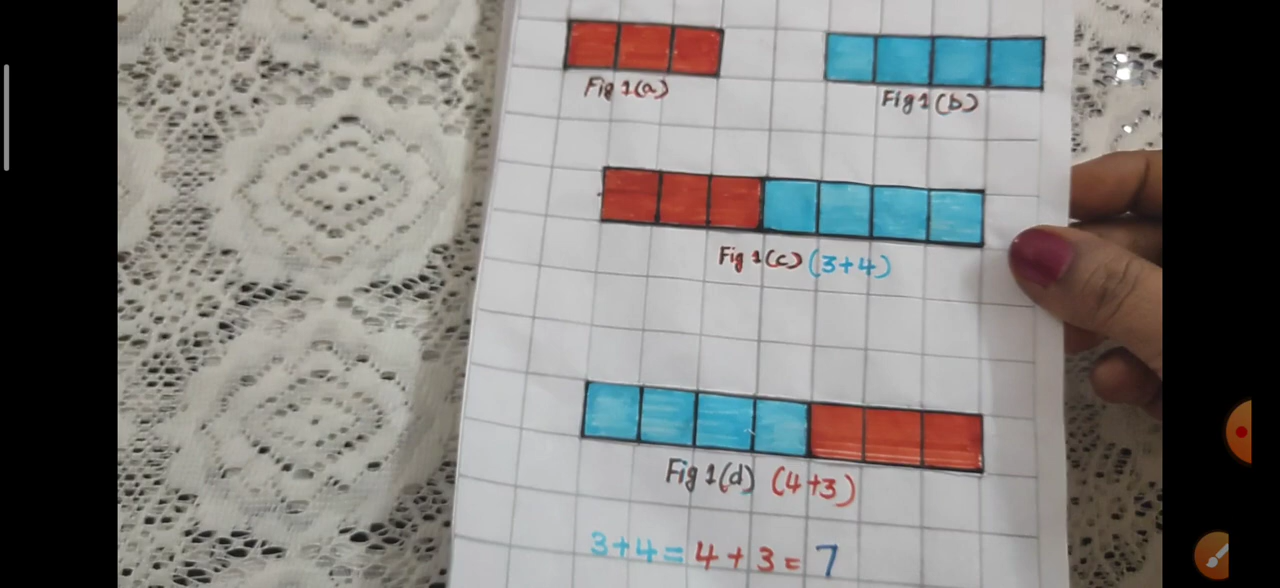 Fig 1(a)
Fig 1(b)
Fig 1(c) (3+4)
Fig 1(d) (4+3)
3+4 = 4 + 3 = 7